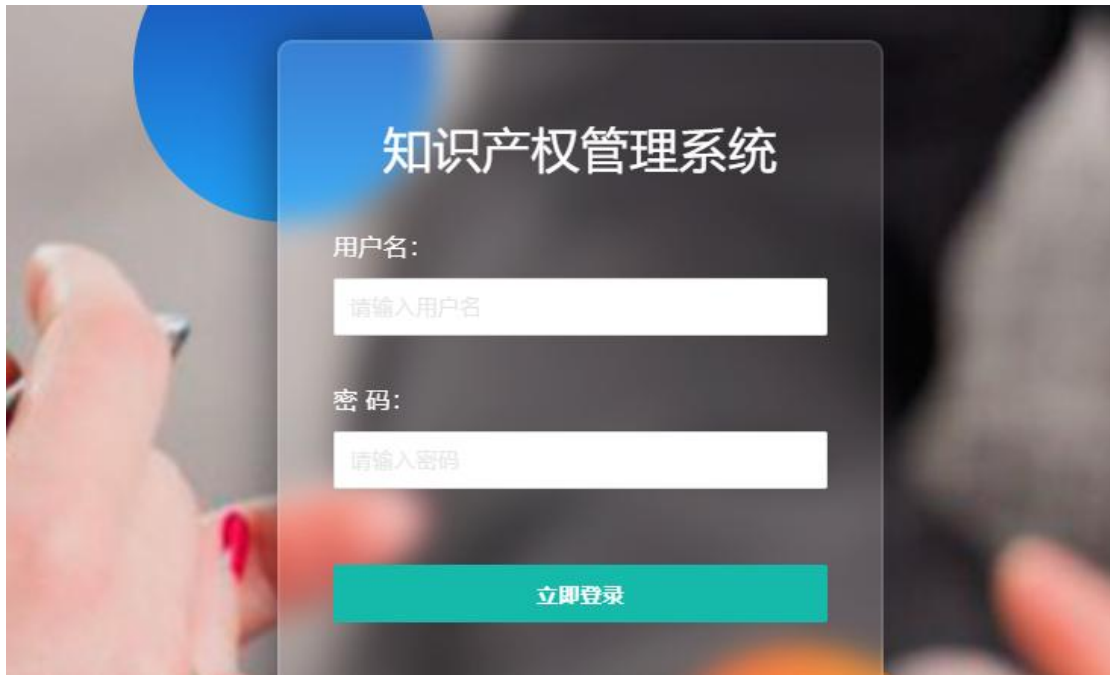 知识产权管理系统
用户名：
请输入用户名
密 码：
请输入密码
立即登录